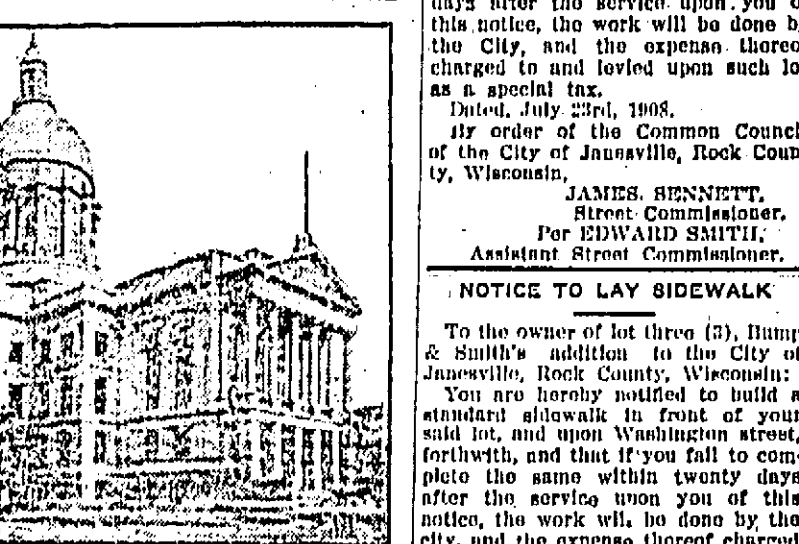 days after the service upon you o
this notice, the work will be done b
the City, and the expense thereo
charged to and levied upon such lo
as a special tax.
Dated, July 23rd, 1908.
By order of the Common Council
of the City of Janesville, Rock Coun
ty, Wisconsin,
JAMES. SENNETT,
Street Commissioner.
Per EDWARD SMITH,
Assistant Street Commissioner.
NOTICE TO LAY SIDEWALK
To the owner of lot three (3), Bump
& Smith's addition to the City of
Janesville, Rock County, Wisconsin:
You are hereby notified to build a
standard sidewalk in front of your
said lot, and upon Washington street,
forthwith, and that if you fail to com-
plete the same within twenty days
after the service upon you of this
notice, the work will be done by the
city, and the expense thereof charged